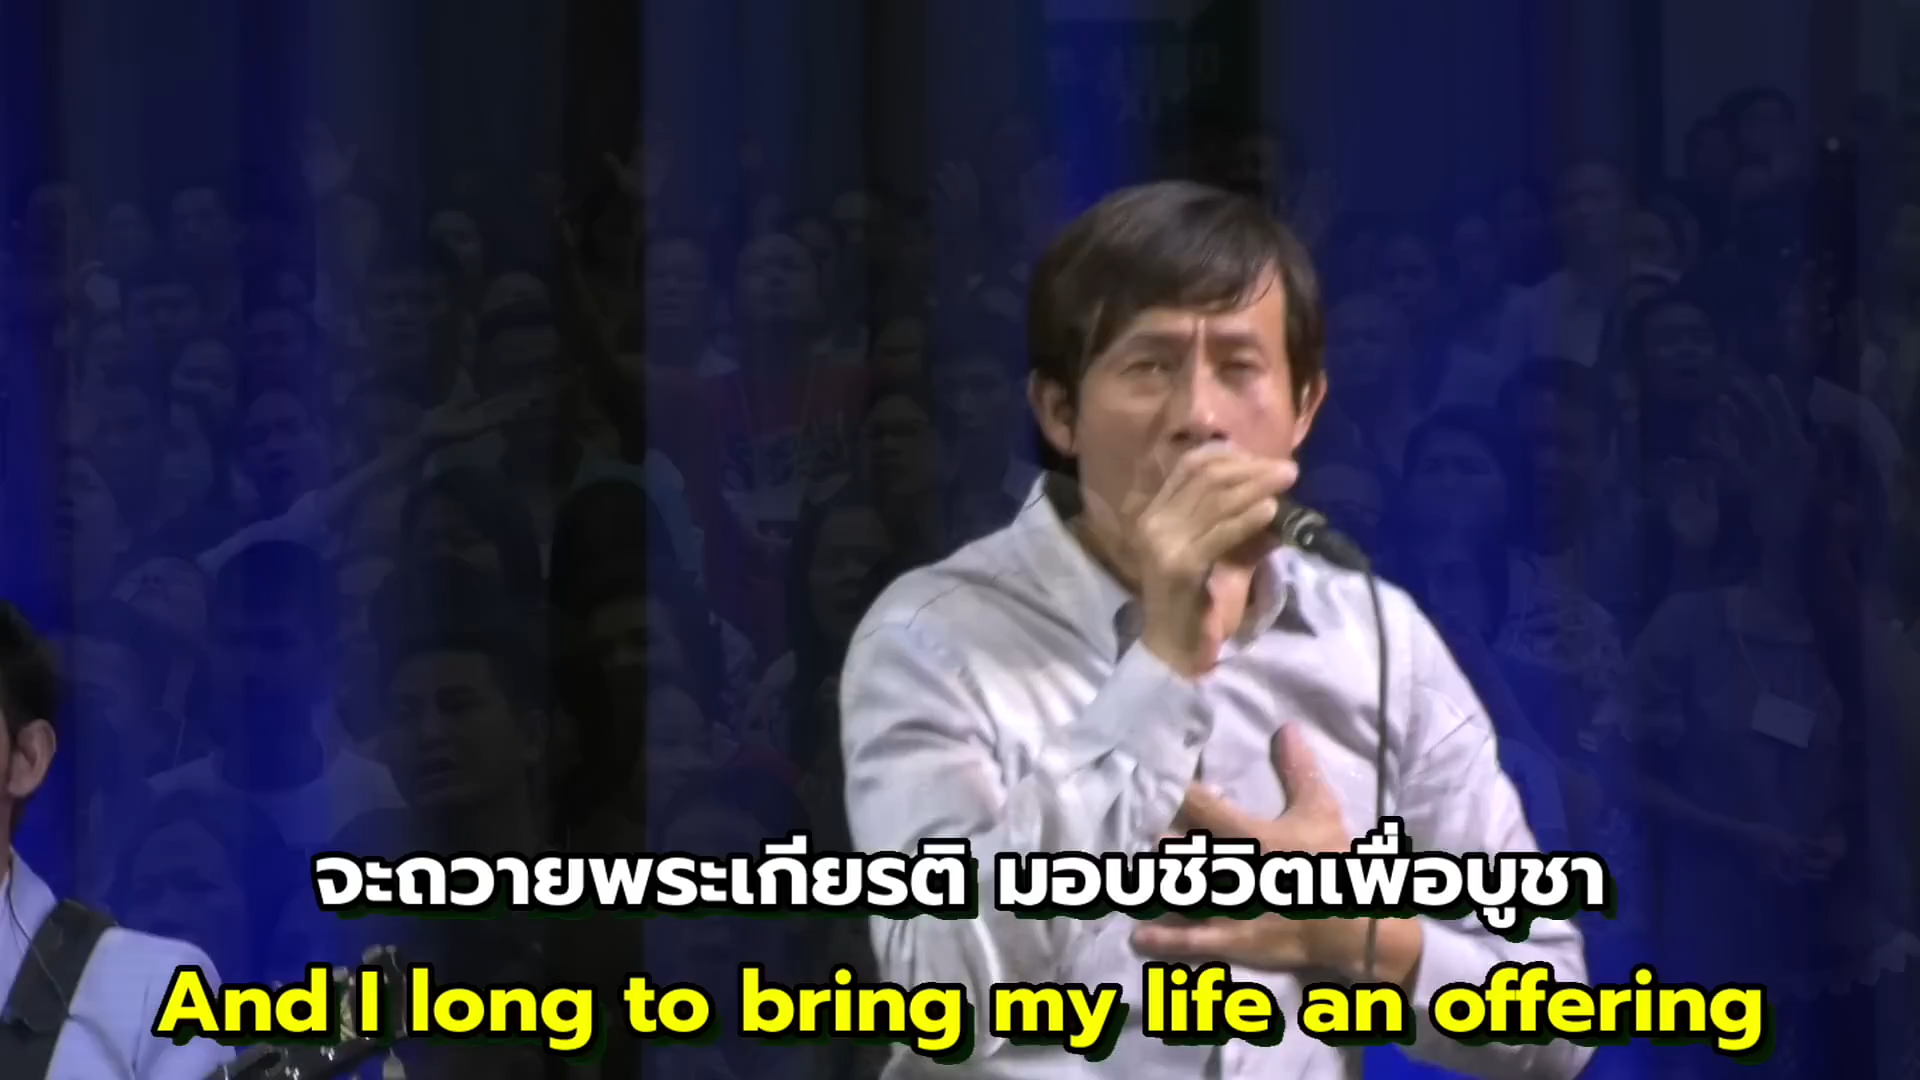 จะถวายพระเกียรติ มอบชีวิตเพื่อบูชา
And I long to bring my life an offering